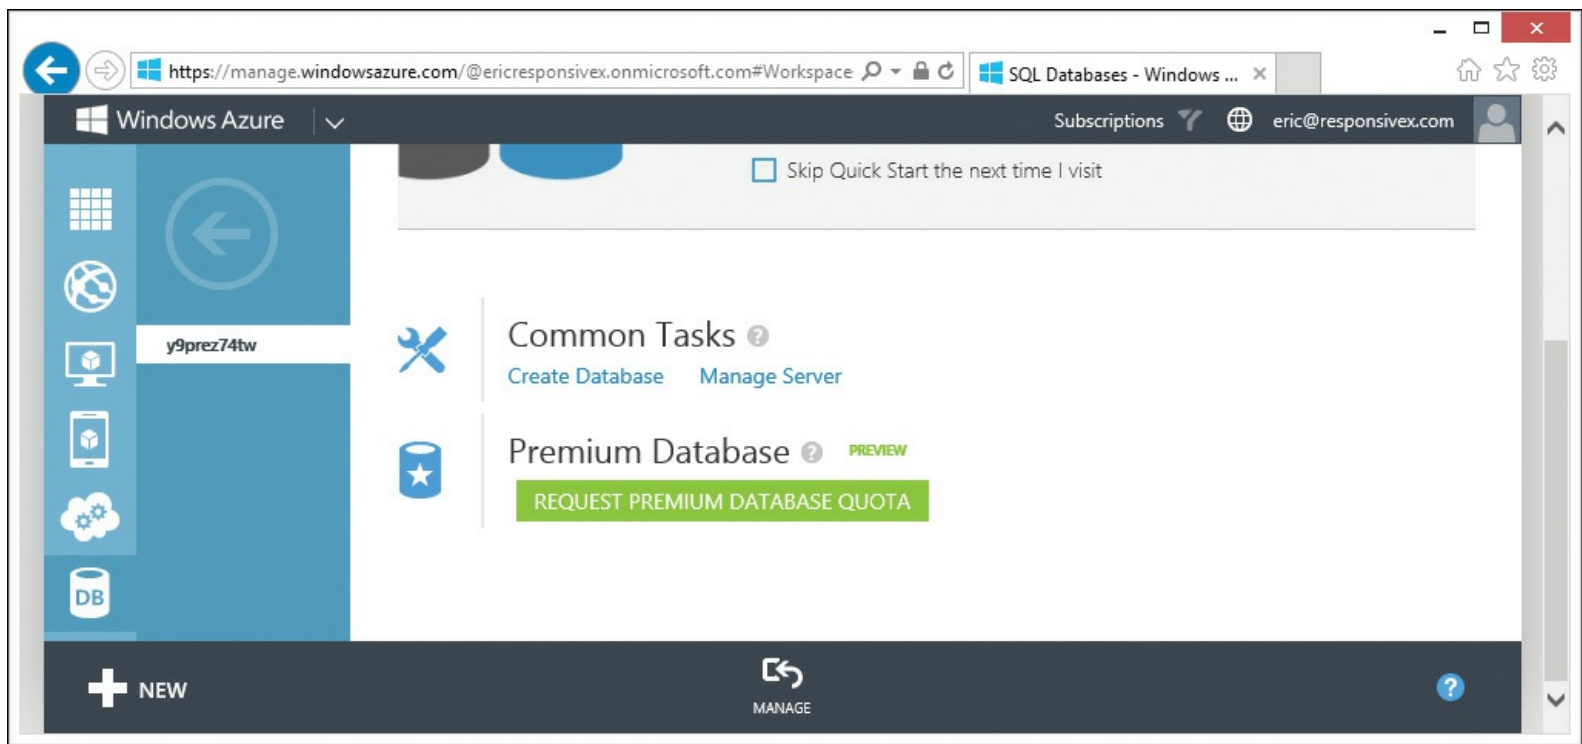 https://manage.windowsazure.com/@ericresponsivex.onmicrosoft.com#Workspace
SQL Databases - Windows ...
Windows Azure
Subscriptions
eric@responsivex.com
Skip Quick Start the next time I visit
y9prez74tw
Common Tasks ?
Create Database Manage Server
Premium Database ? PREVIEW
REQUEST PREMIUM DATABASE QUOTA
DB
NEW
MANAGE
?